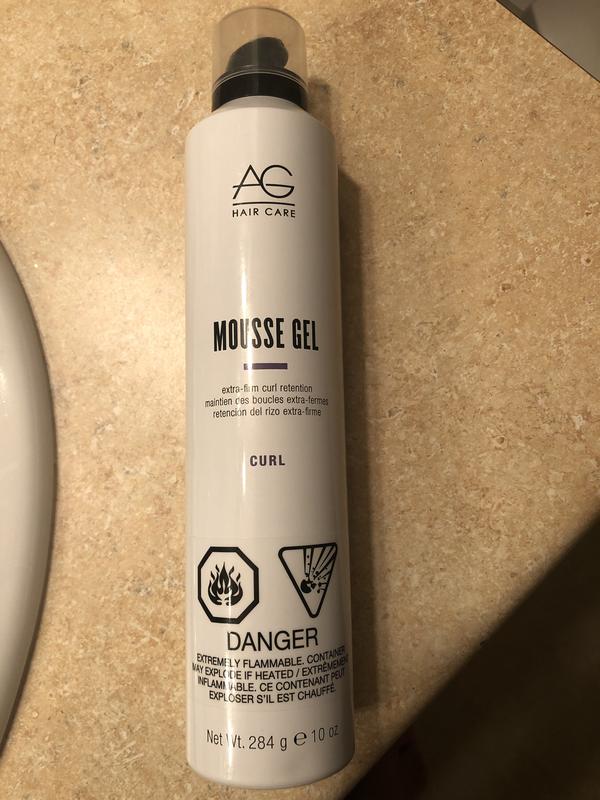 AG
HAIR CARE
MOUSSE GEL
extra-firm curl retention
maintien des boucles extra-fermes
retención del rizo extra-firme
CURL
DANGER
EXTREMELY FLAMMABLE. CONTAINER
MAY EXPLODE IF HEATED / EXTRÊMEMENT
INFLAMMABLE. CE CONTENANT PEUT
EXPLOSER S'IL EST CHAUFFÉ.
Net Wt. 284 g ℮ 10 oz